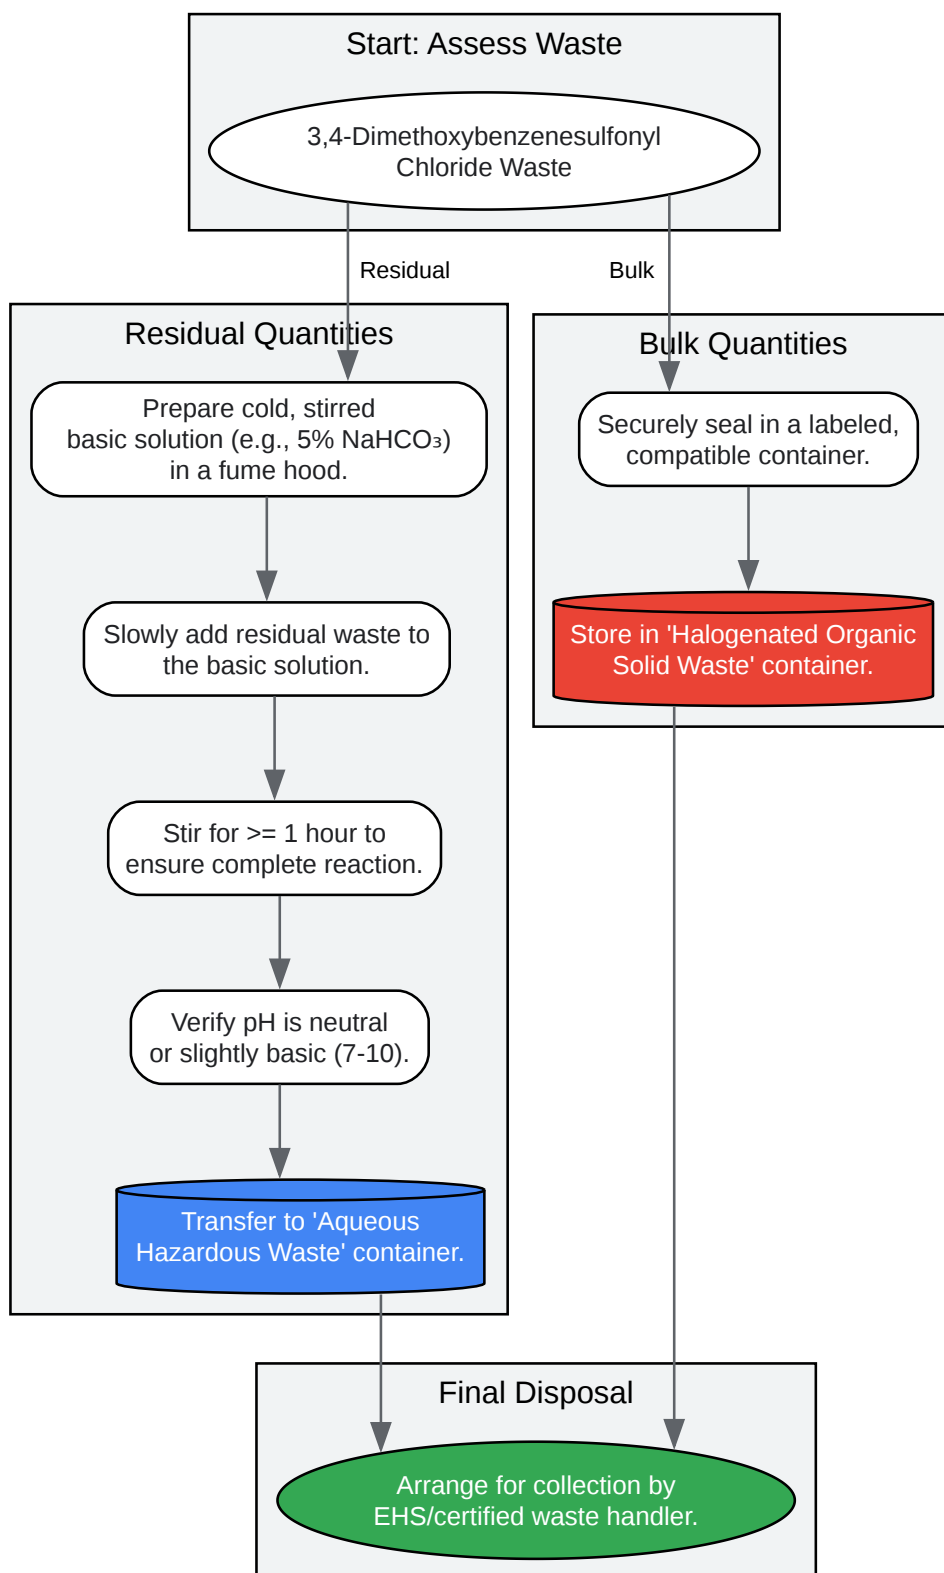 Start: Assess Waste
3,4-Dimethoxybenzenesulfonyl
Chloride Waste
Residual
Bulk
Residual Quantities
Prepare cold, stirred
basic solution (e.g., 5% NaHCO₃)
in a fume hood.
Slowly add residual waste to
the basic solution.
Stir for >= 1 hour to
ensure complete reaction.
Verify pH is neutral
or slightly basic (7-10).
Transfer to 'Aqueous
Hazardous Waste' container.
Bulk Quantities
Securely seal in a labeled,
compatible container.
Store in 'Halogenated Organic
Solid Waste' container.
Final Disposal
Arrange for collection by
EHS/certified waste handler.